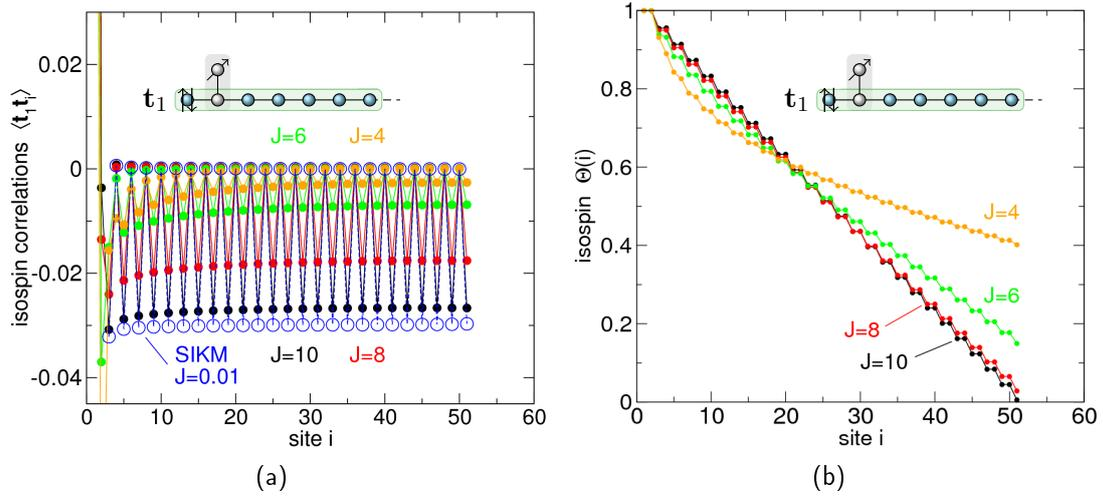 0.02
0
-0.02
-0.04
isospin correlations ⟨t₁tᵢ⟩
t₁
J=6
J=4
SIKM
J=0.01
J=10
J=8
0
10
20
30
40
50
60
site i
(a)
1
0.8
0.6
0.4
0.2
0
isospin Θ(i)
t₁
J=4
J=6
J=8
J=10
0
10
20
30
40
50
60
site i
(b)